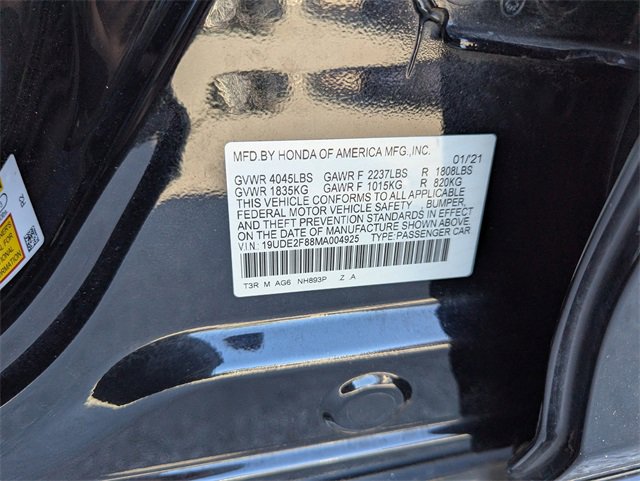 MFD.BY HONDA OF AMERICA MFG.,INC. 01/'21
GVWR 4045LBS GAWR F 2237LBS R 1808LBS
GVWR 1835KG GAWR F 1015KG R 820KG
THIS VEHICLE CONFORMS TO ALL APPLICABLE
FEDERAL MOTOR VEHICLE SAFETY , BUMPER,
AND THEFT PREVENTION STANDARDS IN EFFECT
ON THE DATE OF MANUFACTURE SHOWN ABOVE
V.I.N: 19UDE2F88MA004925 TYPE:PASSENGER CAR
T3R M AG6 NH893P Z A